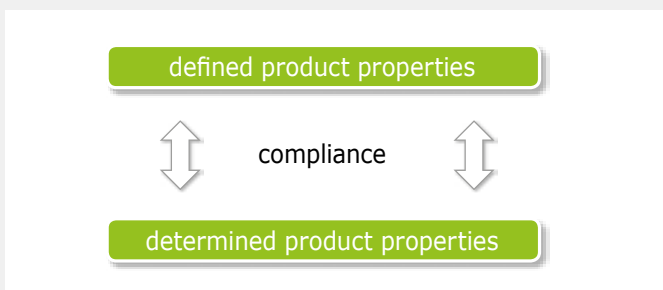 defined product properties
compliance
determined product properties